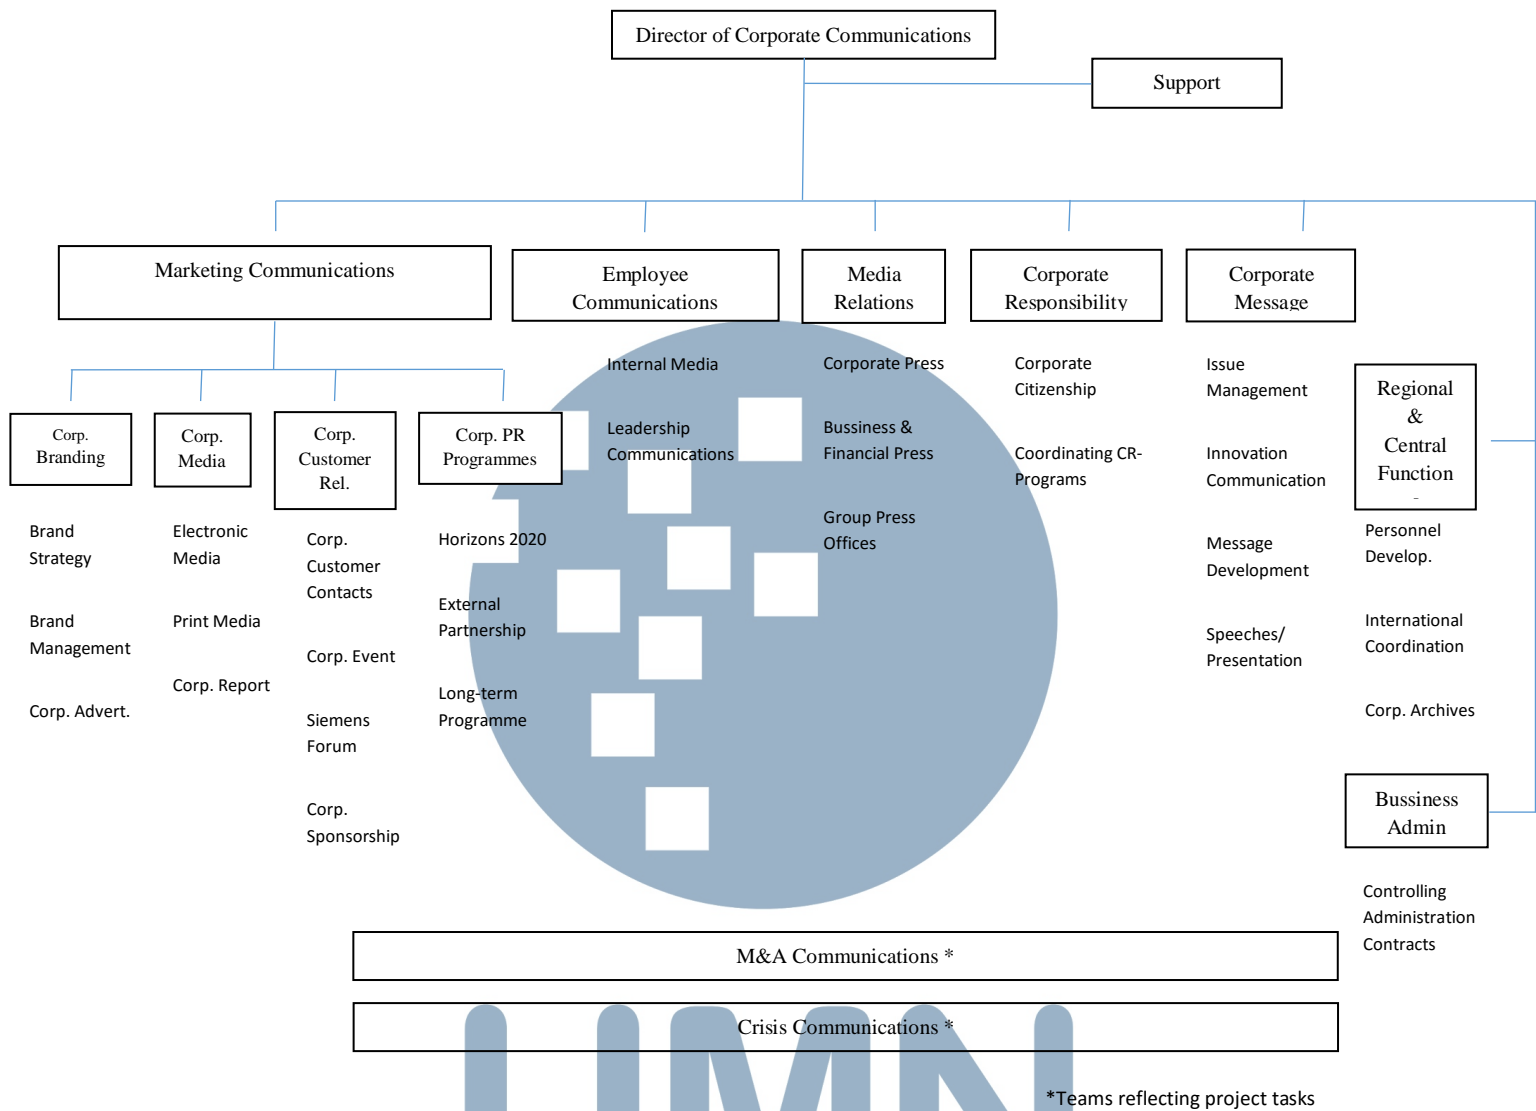 Director of Corporate Communications
Support
Marketing Communications
Employee
Communications
Media
Relations
Corporate
Responsibility
Corporate
Message
Internal Media
Leadership
Communications
Corporate Press
Bussiness &
Financial Press
Group Press
Offices
Corporate
Citizenship
Coordinating CR-
Programs
Issue
Management
Innovation
Communication
Message
Development
Speeches/
Presentation
Regional
&
Central
Function
Personnel
Develop.
International
Coordination
Corp. Archives
Bussiness
Admin
Controlling
Administration
Contracts
Corp.
Branding
Brand
Strategy
Brand
Management
Corp. Advert.
Corp.
Media
Electronic
Media
Print Media
Corp. Report
Corp.
Customer
Rel.
Corp.
Customer
Contacts
Corp. Event
Siemens
Forum
Corp.
Sponsorship
Corp. PR
Programmes
Horizons 2020
External
Partnership
Long-term
Programme
M&A Communications *
Crisis Communications *
UMN
*Teams reflecting project tasks